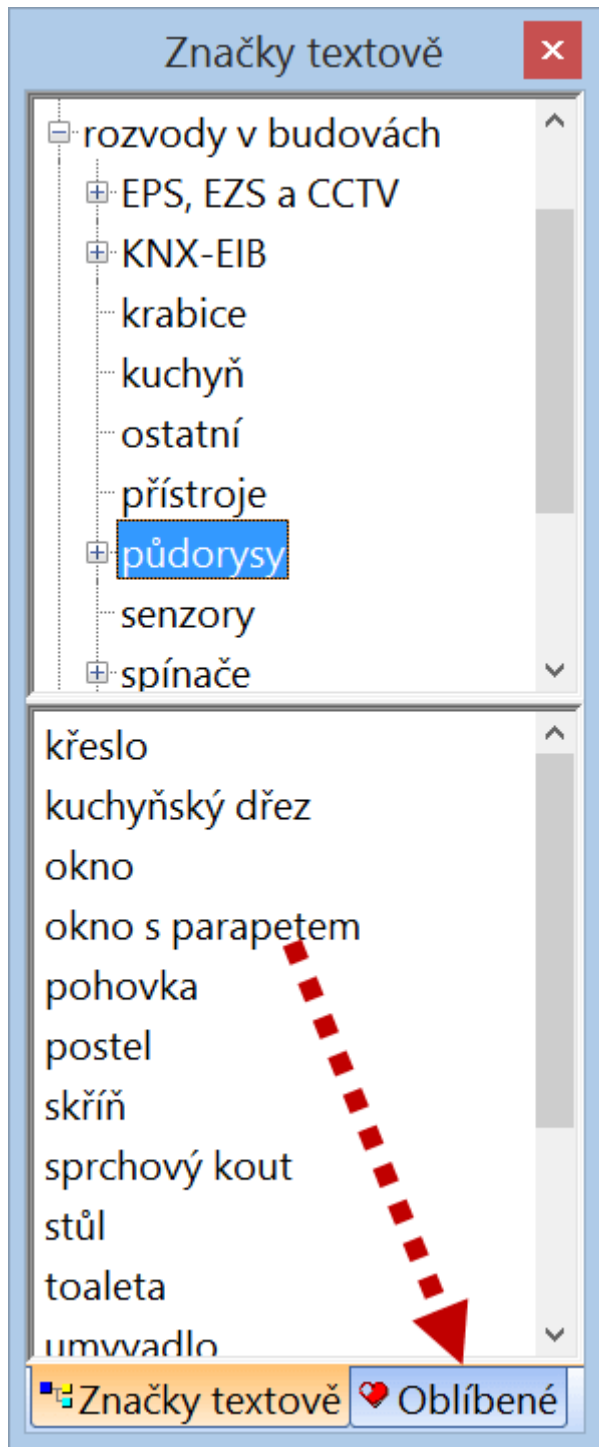 Značky textově
rozvody v budovách
EPS, EZS a CCTV
KNX-EIB
krabice
kuchyň
ostatní
přístroje
půdorysy
senzory
spínače
křeslo
kuchyňský dřez
okno
okno s parapetem
pohovka
postel
skříň
sprchový kout
stůl
toaleta
umyvadlo
Značky textově
Oblíbené